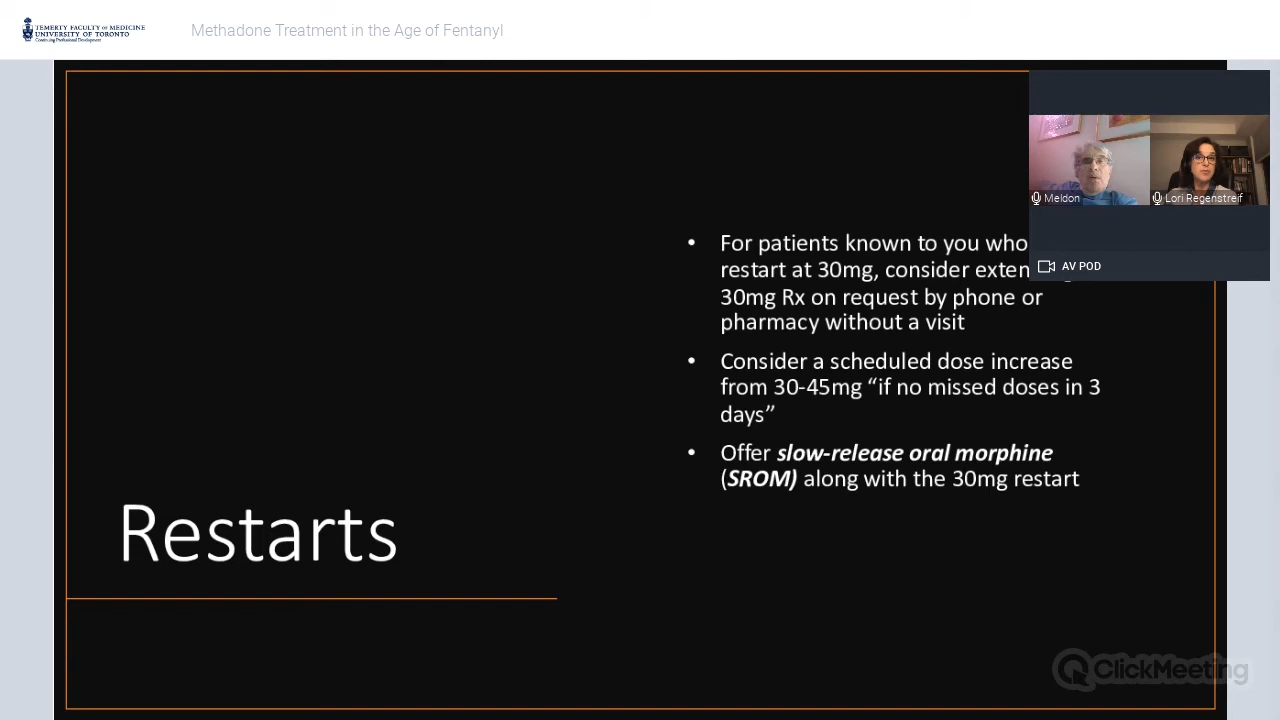 TEMERTY FACULTY OF MEDICINE
UNIVERSITY OF TORONTO
Continuing Professional Development
Methadone Treatment in the Age of Fentanyl
Meldon
Lori Regenstreif
AV POD
• For patients known to you who
restart at 30mg, consider
30mg Rx on request by phone or
pharmacy without a visit
• Consider a scheduled dose increase
from 30-45mg “if no missed doses in 3
days”
• Offer slow-release oral morphine
(SROM) along with the 30mg restart
Restarts
ClickMeeting